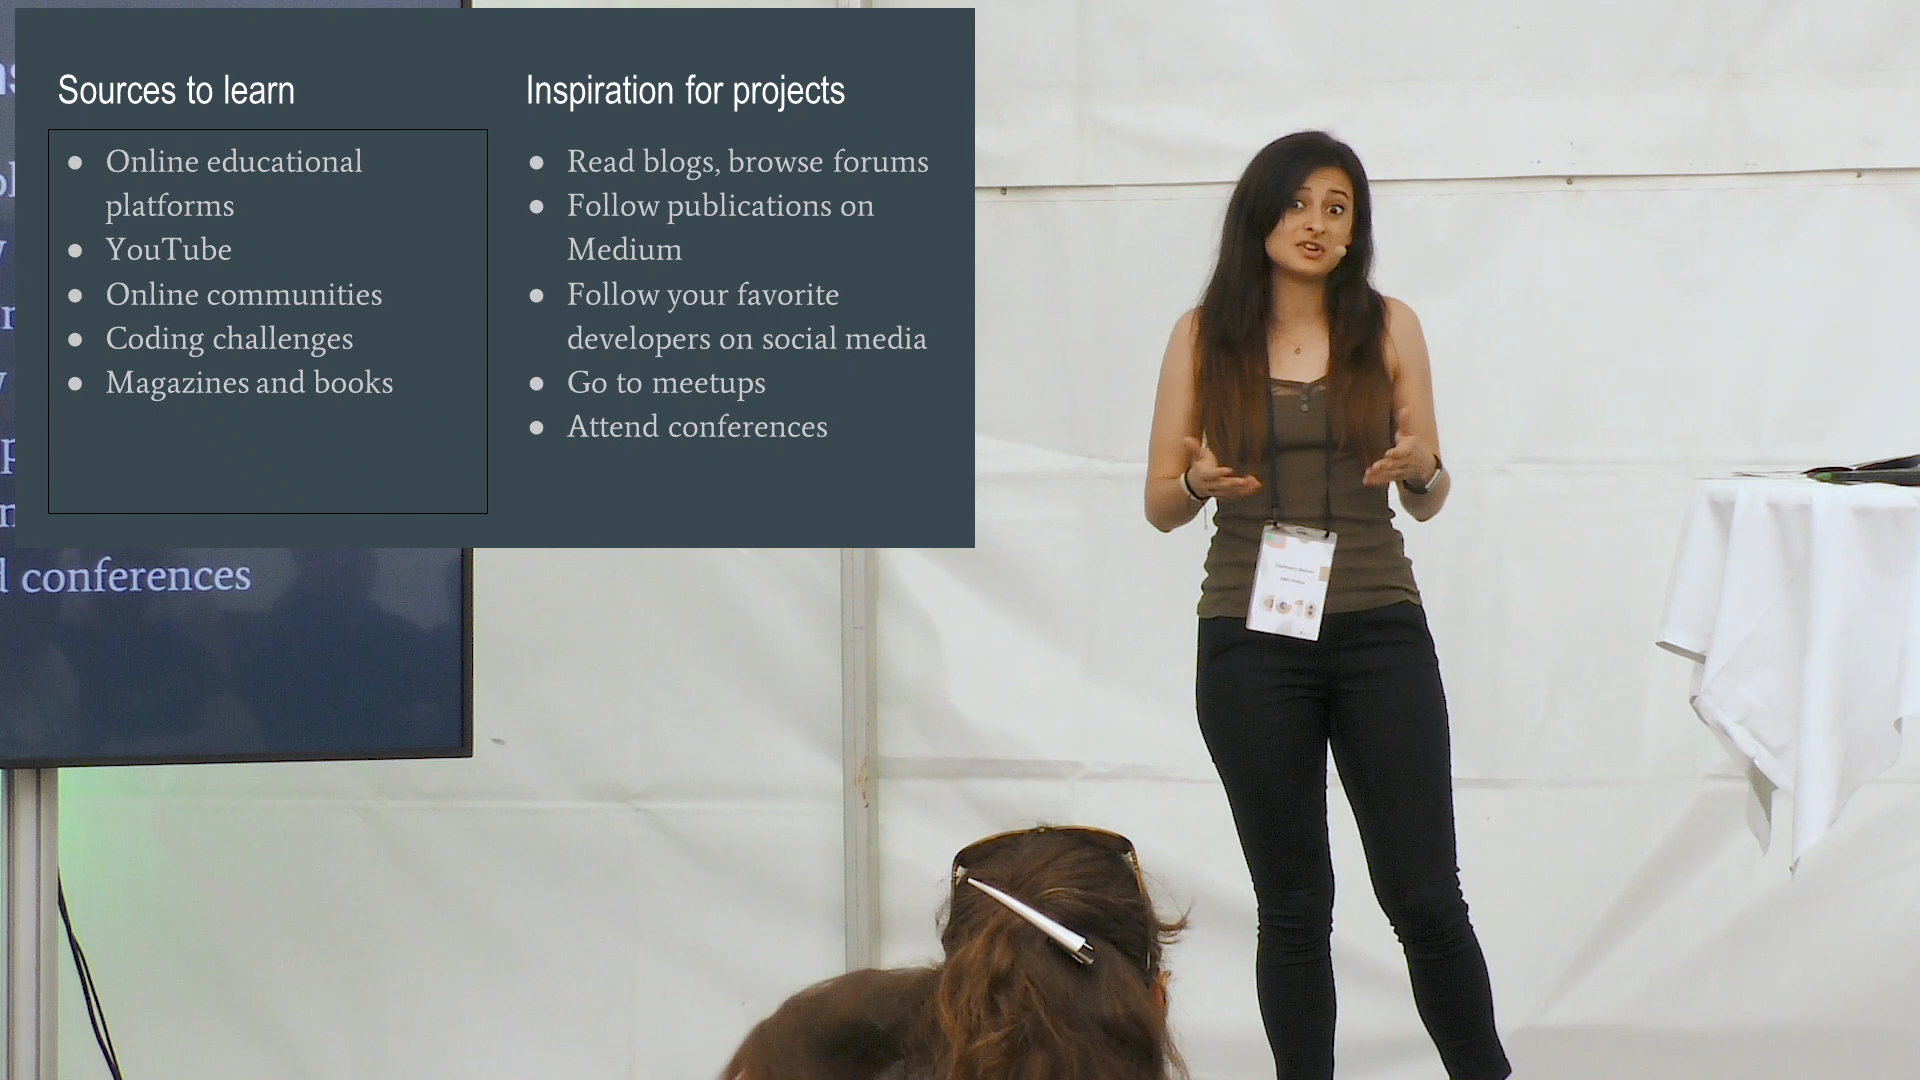 Sources to learn
Online educational
platforms
YouTube
Online communities
Coding challenges
Magazines and books
Inspiration for projects
Read blogs, browse forums
Follow publications on
Medium
Follow your favorite
developers on social media
Go to meetups
Attend conferences
conferences